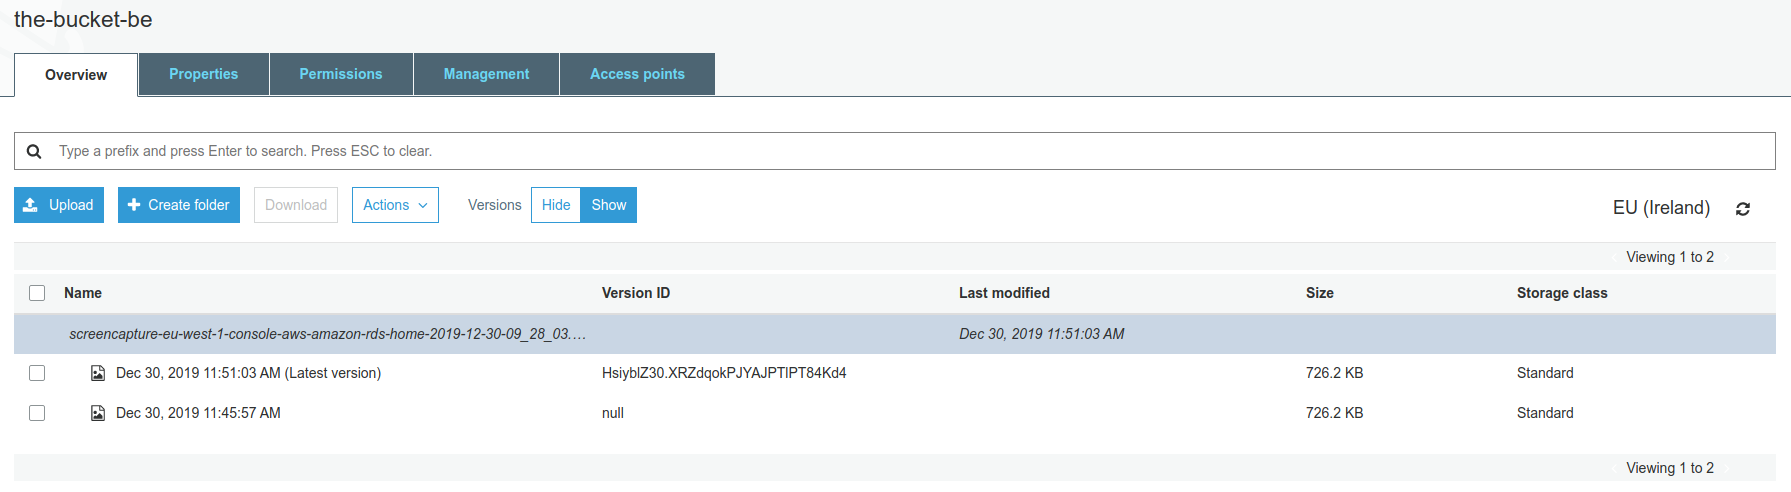 the-bucket-be
Overview Properties Permissions Management Access points
Type a prefix and press Enter to search. Press ESC to clear.
Upload Create folder Download Actions Versions Hide Show EU (Ireland)
Viewing 1 to 2
Name Version ID Last modified Size Storage class
screencapture-eu-west-1-console-aws-amazon-rds-home-2019-12-30-09_28_03.… Dec 30, 2019 11:51:03 AM
Dec 30, 2019 11:51:03 AM (Latest version) HsiyblZ30.XRZdqokPJYAJPTlPT84Kd4 726.2 KB Standard
Dec 30, 2019 11:45:57 AM null 726.2 KB Standard
Viewing 1 to 2